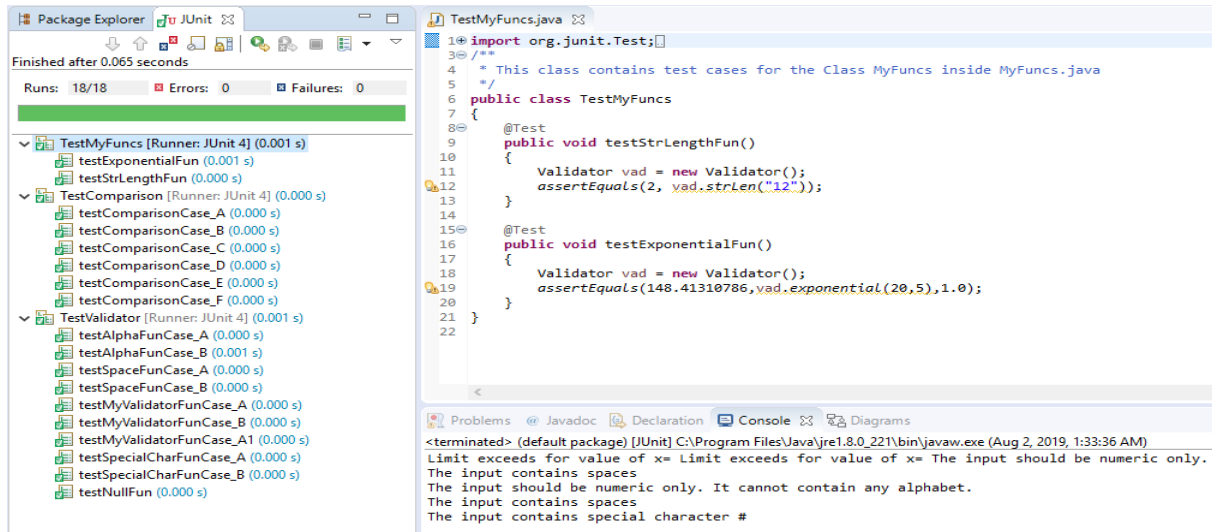 Package Explorer JUnit
Finished after 0.065 seconds
Runs: 18/18 Errors: 0 Failures: 0
TestMyFuncs [Runner: JUnit 4] (0.001 s)
testExponentialFun (0.001 s)
testStrLengthFun (0.000 s)
TestComparison [Runner: JUnit 4] (0.000 s)
testComparisonCase_A (0.000 s)
testComparisonCase_B (0.000 s)
testComparisonCase_C (0.000 s)
testComparisonCase_D (0.000 s)
testComparisonCase_E (0.000 s)
testComparisonCase_F (0.000 s)
TestValidator [Runner: JUnit 4] (0.001 s)
testAlphaFunCase_A (0.000 s)
testAlphaFunCase_B (0.001 s)
testSpaceFunCase_A (0.000 s)
testSpaceFunCase_B (0.000 s)
testMyValidatorFunCase_A (0.000 s)
testMyValidatorFunCase_B (0.000 s)
testMyValidatorFunCase_A1 (0.000 s)
testSpecialCharFunCase_A (0.000 s)
testSpecialCharFunCase_B (0.000 s)
testNullFun (0.000 s)
TestMyFuncs.java
1 import org.junit.Test;
3 /**
4 * This class contains test cases for the Class MyFuncs inside MyFuncs.java
5 */
6 public class TestMyFuncs
7 {
8 @Test
9 public void testStrLengthFun()
10 {
11 Validator vad = new Validator();
12 assertEquals(2, vad.strLen("12"));
13 }
14
15 @Test
16 public void testExponentialFun()
17 {
18 Validator vad = new Validator();
19 assertEquals(148.41310786,vad.exponential(20,5),1.0);
20 }
21 }
22
Problems Javadoc Declaration Console Diagrams
<terminated> (default package) [JUnit] C:\Program Files\Java\jre1.8.0_221\bin\javaw.exe (Aug 2, 2019, 1:33:36 AM)
Limit exceeds for value of x= Limit exceeds for value of x= The input should be numeric only.
The input contains spaces
The input should be numeric only. It cannot contain any alphabet.
The input contains spaces
The input contains special character #